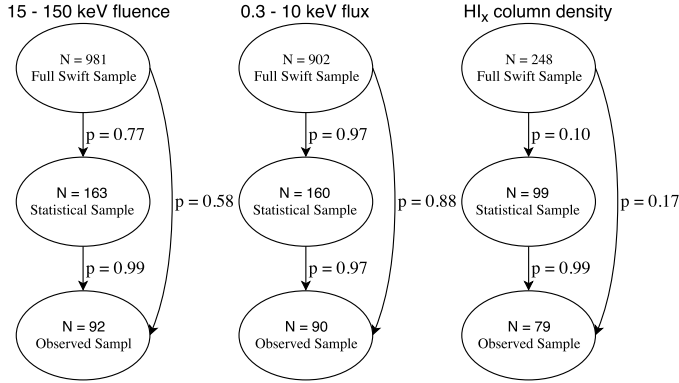 15 - 150 keV fluence
N = 981
Full Swift Sample
p = 0.77
N = 163
Statistical Sample
p = 0.58
p = 0.99
N = 92
Observed Sampl
0.3 - 10 keV flux
N = 902
Full Swift Sample
p = 0.97
N = 160
Statistical Sample
p = 0.88
p = 0.97
N = 90
Observed Sample
HIx column density
N = 248
Full Swift Sample
p = 0.10
N = 99
Statistical Sample
p = 0.17
p = 0.99
N = 79
Observed Sample